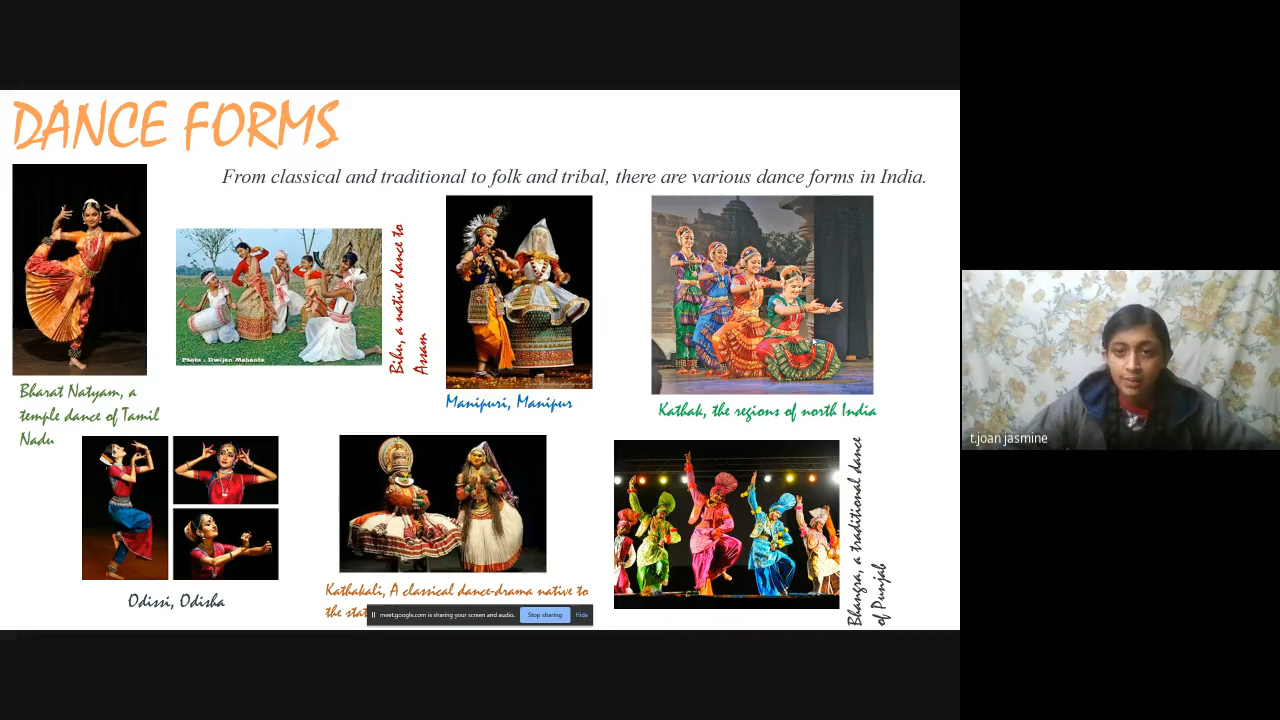 DANCE FORMS
From classical and traditional to folk and tribal, there are various dance forms in India.
Photo : Dwijen Mahanta
Bihu, a native dance to
Assam
Bharat Natyam, a
temple dance of Tamil
Nadu
Manipuri, Manipur
Kathak, the regions of north India
t.joan jasmine
Odissi, Odisha
Kathakali, A classical dance-drama native to
the stat
meet.google.com is sharing your screen and audio.
Stop sharing
Hide
Bhangra, a traditional dance
of Punjab